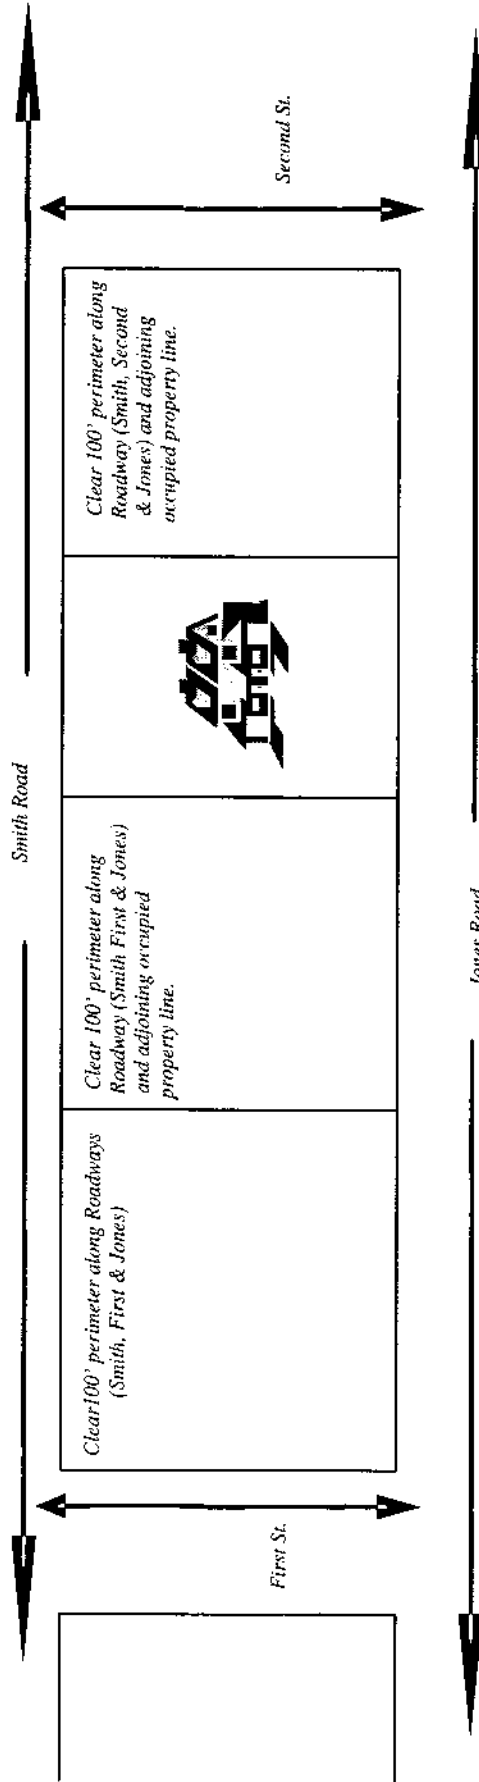 Smith Road
First St.
Clear100' perimeter along Roadways
(Smith, First & Jones)
Clear 100' perimeter along
Roadway (Smith First & Jones)
and adjoining occupied
property line.
Clear 100' perimeter along
Roadway (Smith, Second
& Jones) and adjoining
occupied property line.
Second St.
Jones Road